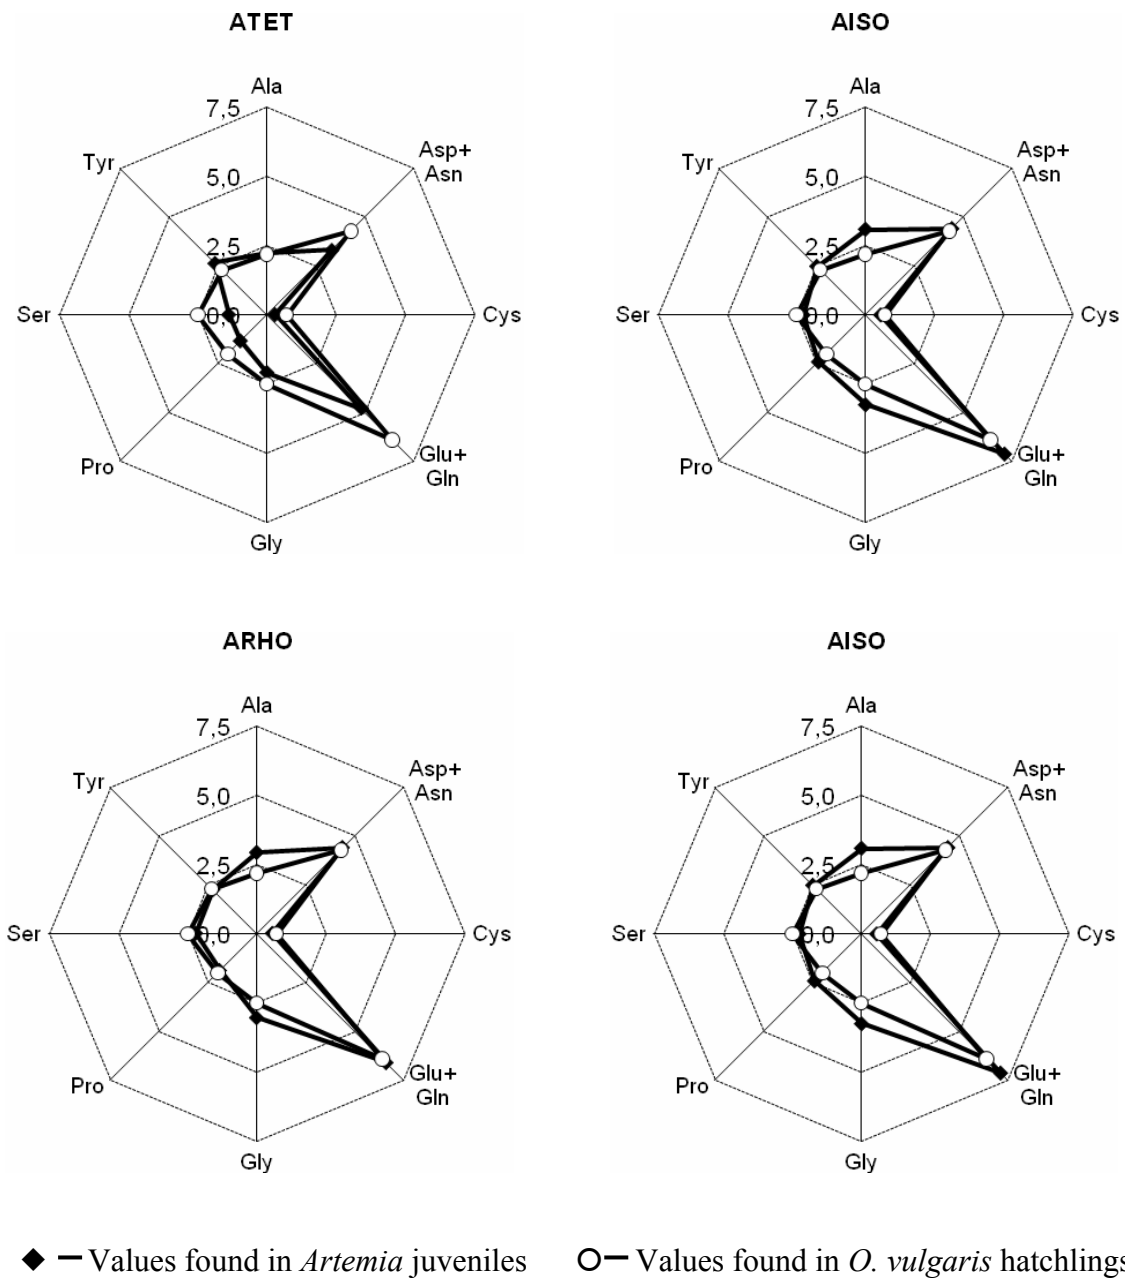 ATET
Ala
7,5
Asp+
Asn
Tyr
5,0
2,5
Ser
0,0
Cys
Pro
Glu+
Gln
Gly
AISO
Ala
7,5
Asp+
Asn
Tyr
5,0
2,5
Ser
0,0
Cys
Pro
Glu+
Gln
Gly
ARHO
Ala
7,5
Asp+
Asn
Tyr
5,0
2,5
Ser
0,0
Cys
Pro
Glu+
Gln
Gly
AISO
Ala
7,5
Asp+
Asn
Tyr
5,0
2,5
Ser
0,0
Cys
Pro
Glu+
Gln
Gly
Values found in Artemia juveniles
Values found in O. vulgaris hatchlings